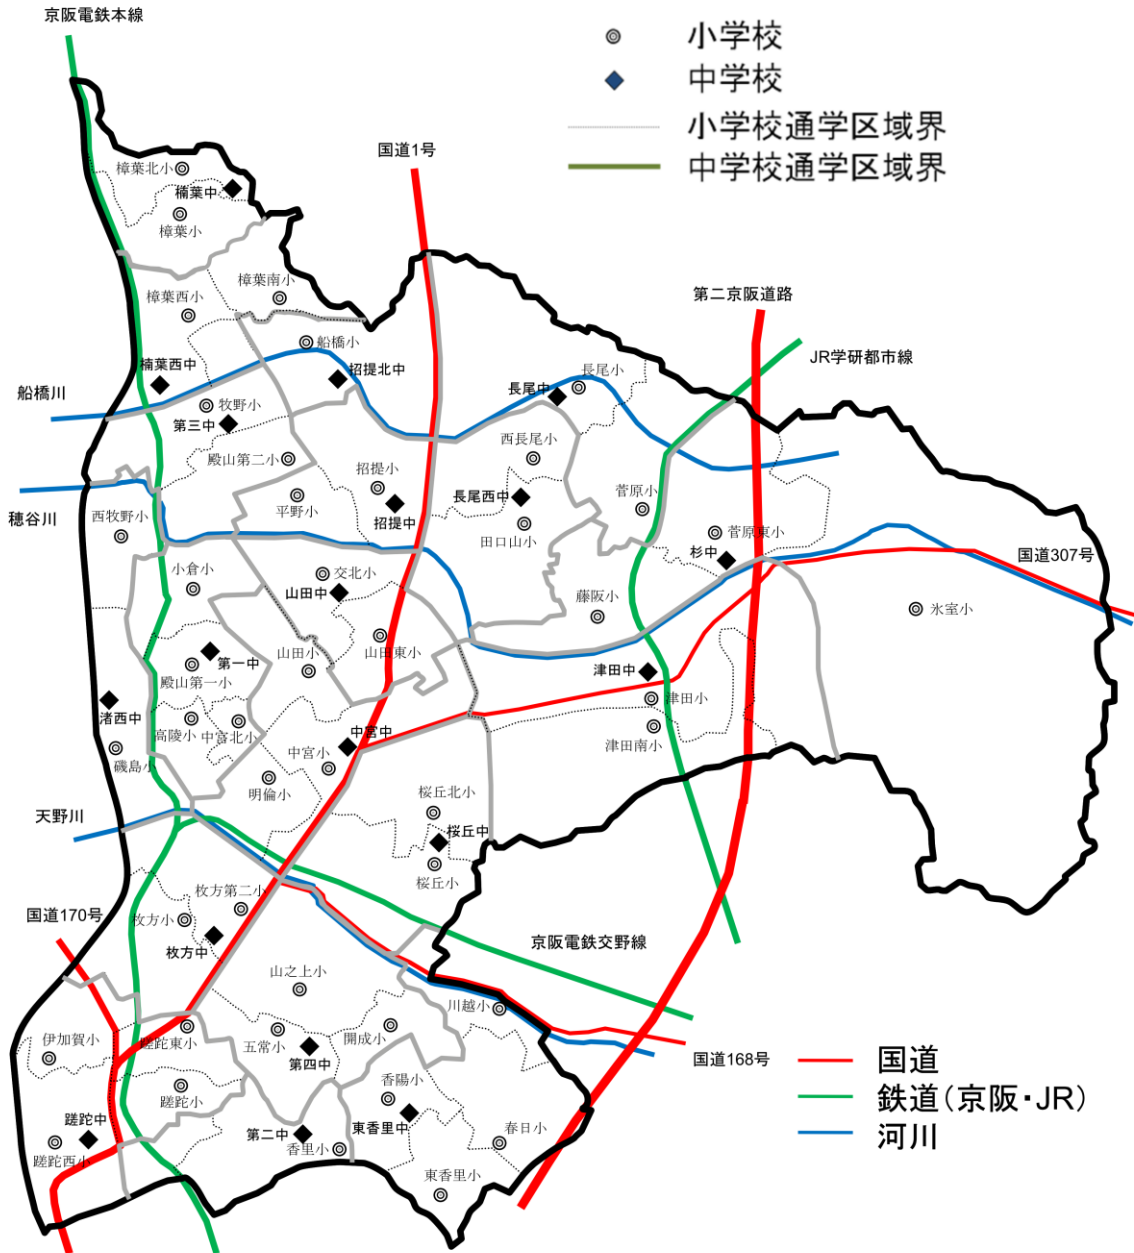 京阪電鉄本線
小学校
中学校
小学校通学区域界
中学校通学区域界
国道1号
樟葉北小
楠葉中
樟葉小
樟葉南小
樟葉西小
第二京阪道路
JR学研都市線
船橋小
楠葉西中
招提北中
長尾小
長尾中
船橋川
牧野小
第三中
西長尾小
殿山第二小
招提小
菅原小
長尾西中
平野小
穂谷川
西牧野小
招提中
田口山小
菅原東小
杉中
国道307号
小倉小
交北小
山田中
藤阪小
氷室小
山田東小
第一中
山田小
殿山第一小
津田中
津田小
渚西中
高陵小
中宮北小
中宮中
津田南小
磯島小
中宮小
明倫小
桜丘北小
天野川
桜丘中
桜丘小
枚方第二小
国道170号
枚方小
枚方中
京阪電鉄交野線
山之上小
川越小
伊加賀小
蹉跎東小
五常小
開成小
第四中
国道168号
国道
鉄道(京阪・JR)
河川
蹉跎小
香陽小
蹉跎中
第二中
東香里中
春日小
香里小
蹉跎西小
東香里小